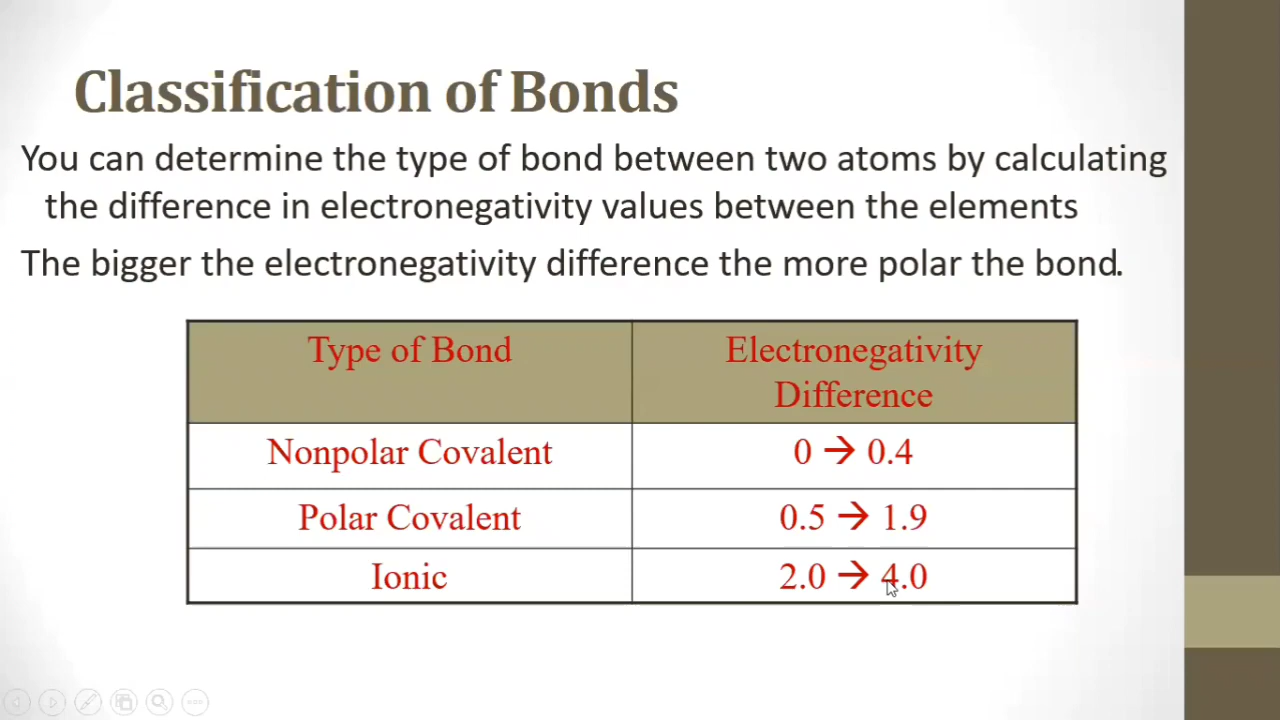 Classification of Bonds
You can determine the type of bond between two atoms by calculating
the difference in electronegativity values between the elements
The bigger the electronegativity difference the more polar the bond.
Type of Bond
Electronegativity
Difference
Nonpolar Covalent
0 → 0.4
Polar Covalent
0.5 → 1.9
Ionic
2.0 → 4.0